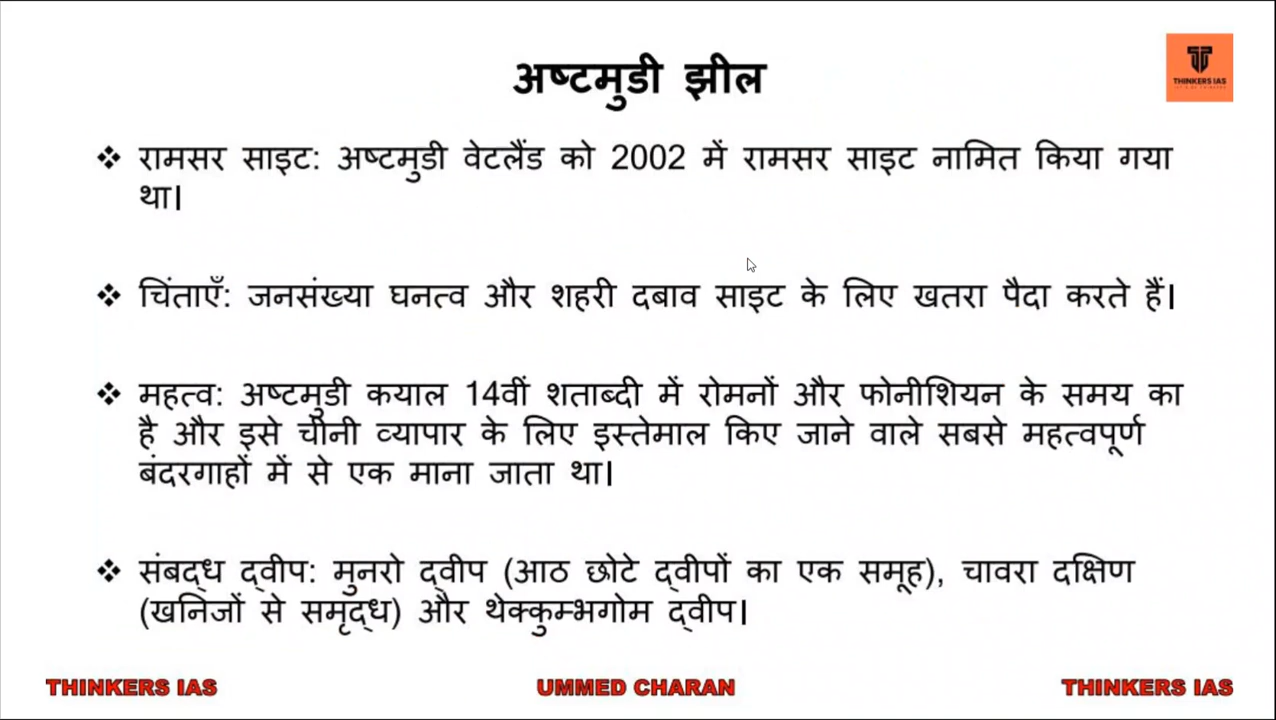 अष्टमुडी झील
THINKERS IAS
❖ रामसर साइट: अष्टमुडी वेटलैंड को 2002 में रामसर साइट नामित किया गया
था।
❖ चिंताएँ: जनसंख्या घनत्व और शहरी दबाव साइट के लिए खतरा पैदा करते हैं।
❖ महत्व: अष्टमुडी कयाल 14वीं शताब्दी में रोमनों और फोनीशियन के समय का
है और इसे चीनी व्यापार के लिए इस्तेमाल किए जाने वाले सबसे महत्वपूर्ण
बंदरगाहों में से एक माना जाता था।
❖ संबद्ध द्वीप: मुनरो द्वीप (आठ छोटे द्वीपों का एक समूह), चावरा दक्षिण
(खनिजों से समृद्ध) और थेक्कुम्भगोम द्वीप।
THINKERS IAS UMMED CHARAN THINKERS IAS